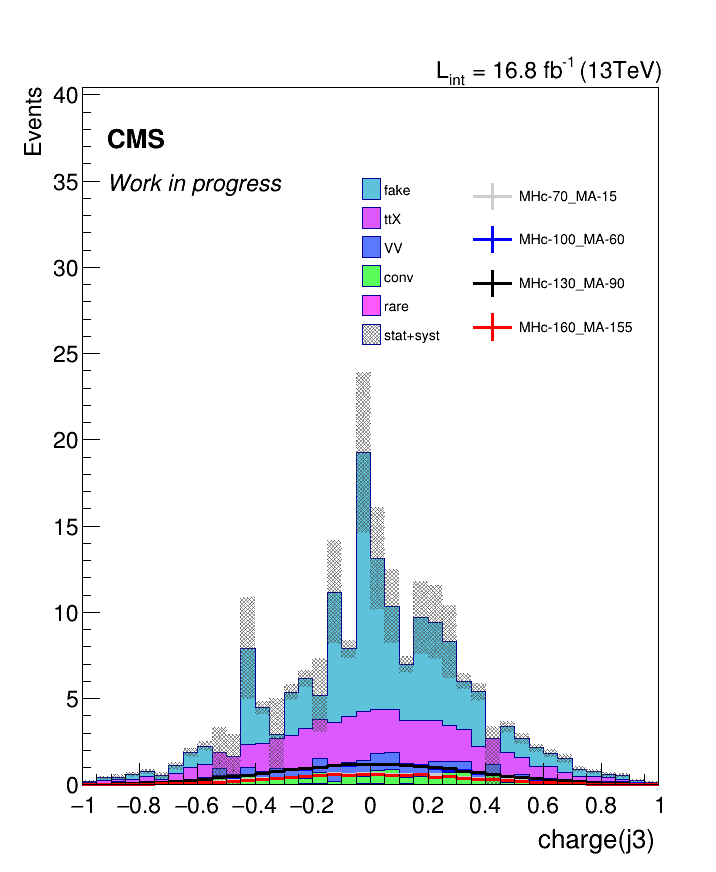 L_int = 16.8 fb^-1 (13TeV)
Events
CMS
Work in progress
fake
ttX
VV
conv
rare
stat+syst
MHc-70_MA-15
MHc-100_MA-60
MHc-130_MA-90
MHc-160_MA-155
40
35
30
25
20
15
10
5
0
−1 −0.8 −0.6 −0.4 −0.2 0 0.2 0.4 0.6 0.8 1
charge(j3)